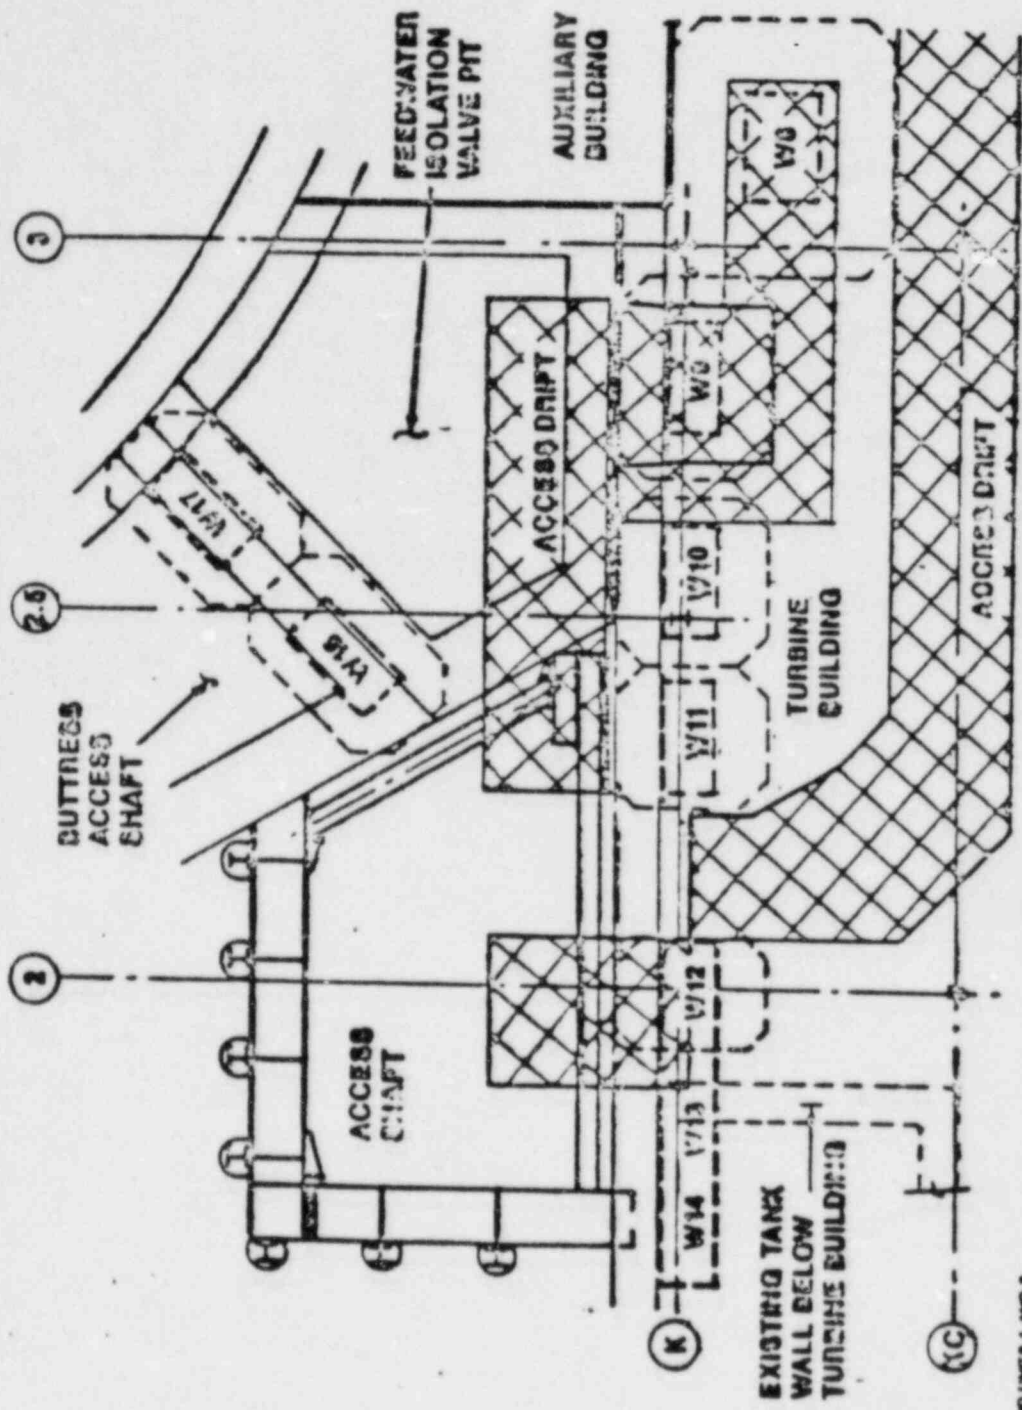 3
FEEDWATER
ISOLATION
VALVE PIT
AUXILIARY
BUILDING
2.5
BUTTRESS
ACCESS
SHAFT
W17
W16
ACCESS DRIFT
W8
W9
W10
W11
TURBINE
BUILDING
ACCESS DRIFT
2
ACCESS
SHAFT
W12
W13
W14
K
EXISTING TANK
WALL BELOW
TURBINE BUILDING
KC